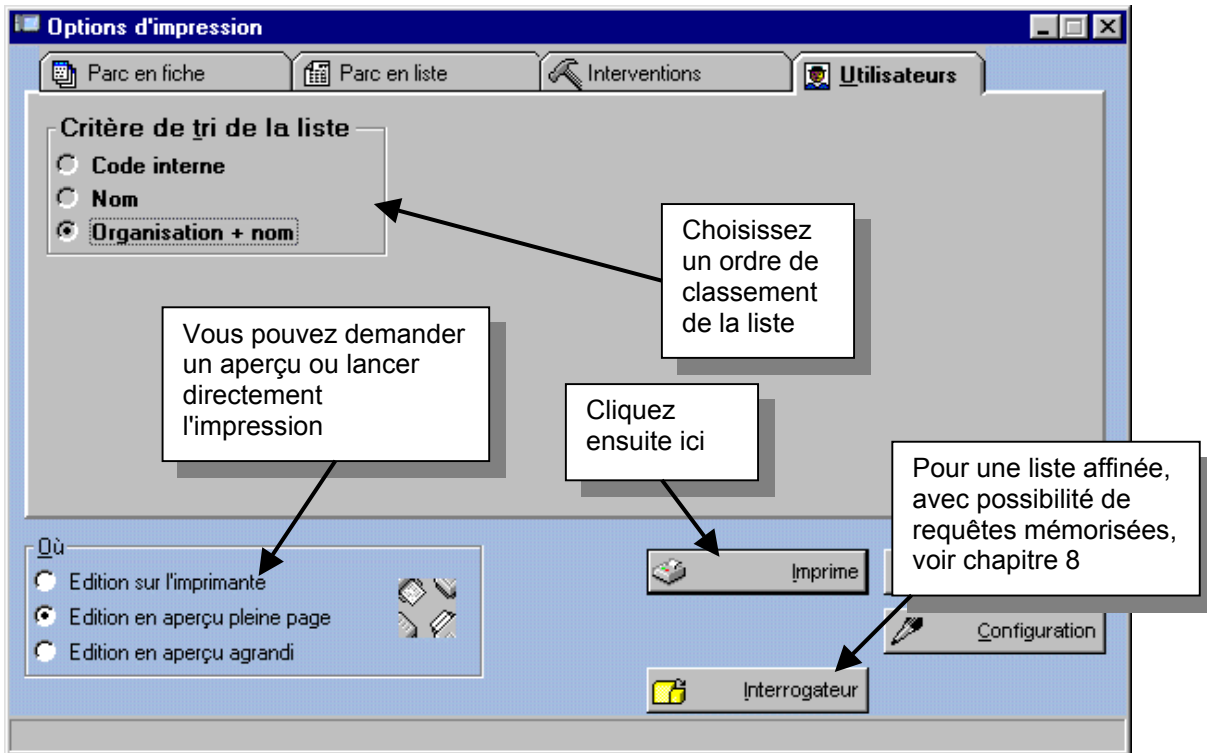 Options d'impression
Parc en fiche
Parc en liste
Interventions
Utilisateurs
Critère de tri de la liste
Code interne
Nom
Organisation + nom
Choisissez
un ordre de
classement
de la liste
Vous pouvez demander
un aperçu ou lancer
directement
l'impression
Cliquez
ensuite ici
Pour une liste affinée,
avec possibilité de
requêtes mémorisées,
voir chapitre 8
Où
Edition sur l'imprimante
Edition en aperçu pleine page
Edition en aperçu agrandi
Imprime
Configuration
Interrogateur